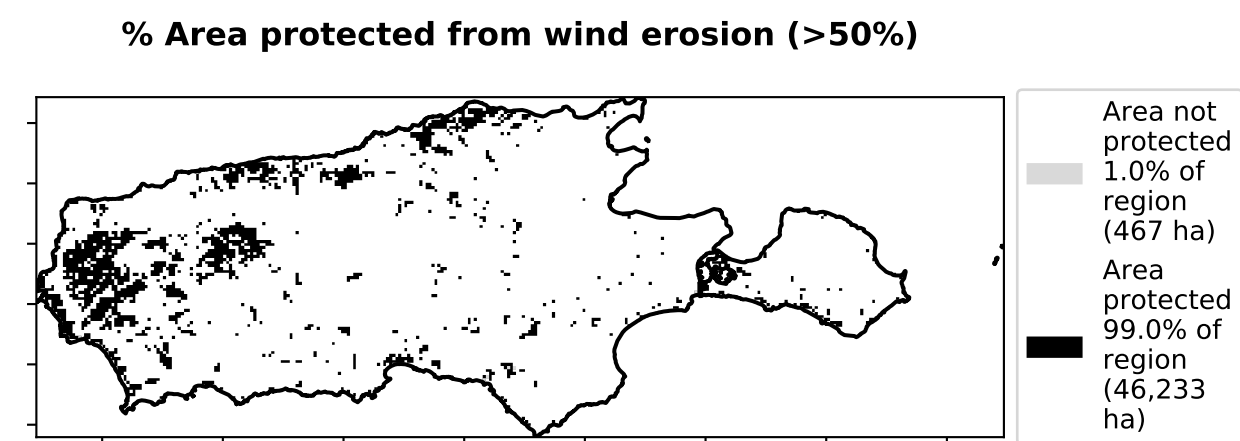 % Area protected from wind erosion (>50%)
Area not
protected
1.0% of
region
(467 ha)
Area
protected
99.0% of
region
(46,233
ha)